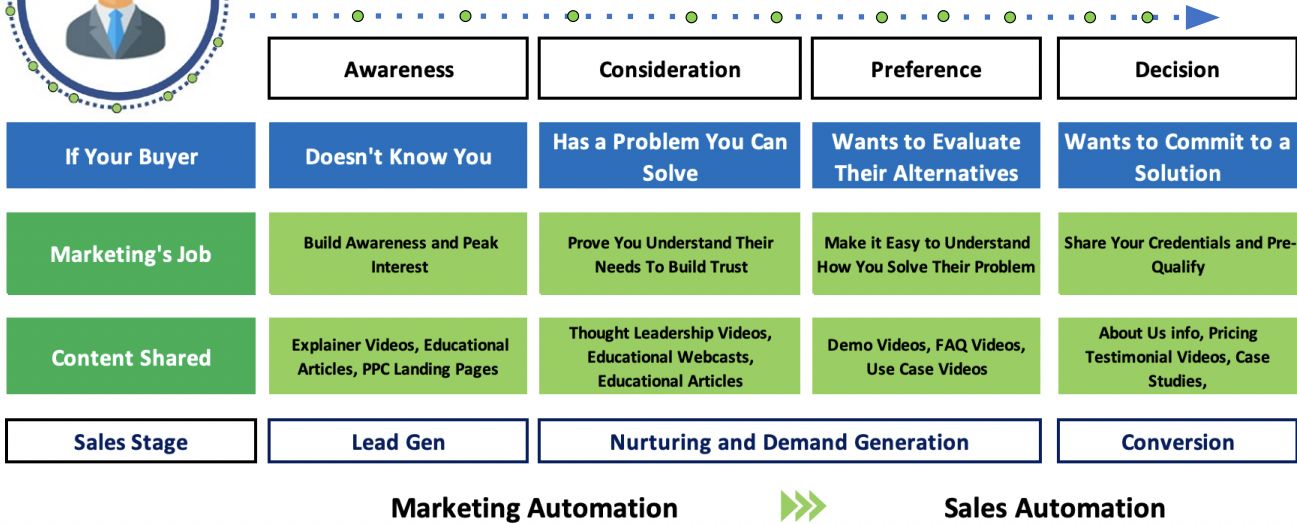 Awareness
Consideration
Preference
Decision
If Your Buyer
Doesn't Know You
Has a Problem You Can
Solve
Wants to Evaluate
Their Alternatives
Wants to Commit to a
Solution
Marketing's Job
Build Awareness and Peak
Interest
Prove You Understand Their
Needs To Build Trust
Make it Easy to Understand
How You Solve Their Problem
Share Your Credentials and Pre-
Qualify
Content Shared
Explainer Videos, Educational
Articles, PPC Landing Pages
Thought Leadership Videos,
Educational Webcasts,
Educational Articles
Demo Videos, FAQ Videos,
Use Case Videos
About Us info, Pricing
Testimonial Videos, Case
Studies,
Sales Stage
Lead Gen
Nurturing and Demand Generation
Conversion
Marketing Automation
Sales Automation